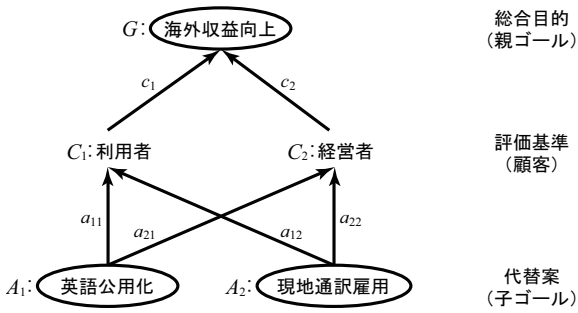 G: 海外収益向上
総合目的
（親ゴール）
c1
c2
C1: 利用者
C2: 経営者
評価基準
（顧客）
a11
a21
a12
a22
A1: 英語公用化
A2: 現地通訳雇用
代替案
（子ゴール）